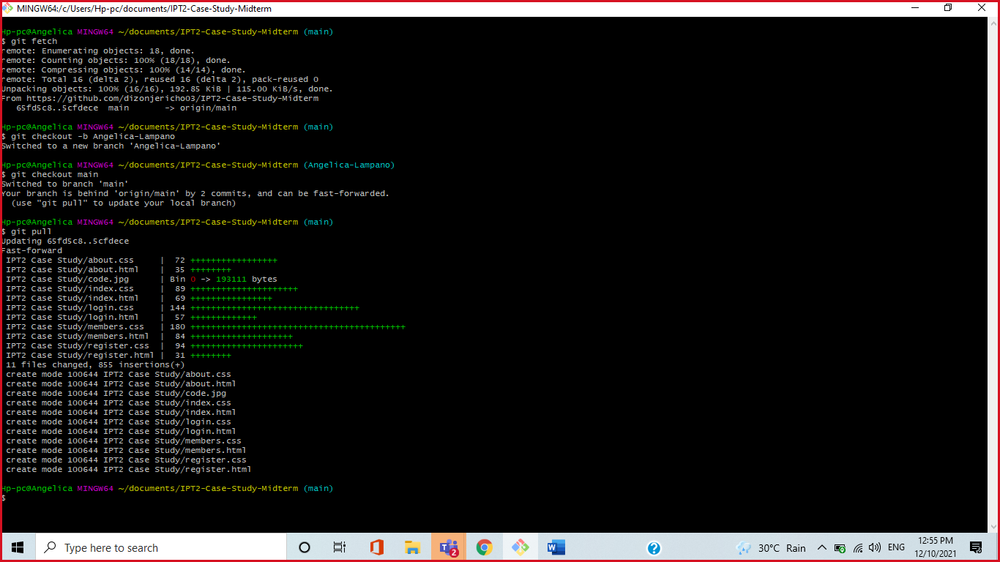 MINGW64:/c/Users/Hp-pc/documents/IPT2-Case-Study-Midterm
Hp-pc@Angelica MINGW64 ~/documents/IPT2-Case-Study-Midterm (main)
$ git fetch
remote: Enumerating objects: 18, done.
remote: Counting objects: 100% (18/18), done.
remote: Compressing objects: 100% (14/14), done.
remote: Total 16 (delta 2), reused 16 (delta 2), pack-reused 0
Unpacking objects: 100% (16/16), 192.85 KiB | 115.00 KiB/s, done.
From https://github.com/dizonjericho03/IPT2-Case-Study-Midterm
   65fd5c8..5cfdece  main       -> origin/main
Hp-pc@Angelica MINGW64 ~/documents/IPT2-Case-Study-Midterm (main)
$ git checkout -b Angelica-Lampano
Switched to a new branch 'Angelica-Lampano'
Hp-pc@Angelica MINGW64 ~/documents/IPT2-Case-Study-Midterm (Angelica-Lampano)
$ git checkout main
Switched to branch 'main'
Your branch is behind 'origin/main' by 2 commits, and can be fast-forwarded.
  (use "git pull" to update your local branch)
Hp-pc@Angelica MINGW64 ~/documents/IPT2-Case-Study-Midterm (main)
$ git pull
Updating 65fd5c8..5cfdece
Fast-forward
 IPT2 Case Study/about.css     |  72 +++++++++++++++++
 IPT2 Case Study/about.html    |  35 ++++++++
 IPT2 Case Study/code.jpg      | Bin 0 -> 193111 bytes
 IPT2 Case Study/index.css     |  89 +++++++++++++++++++++
 IPT2 Case Study/index.html    |  69 ++++++++++++++++
 IPT2 Case Study/login.css     | 144 +++++++++++++++++++++++++++++++++
 IPT2 Case Study/login.html    |  57 +++++++++++++
 IPT2 Case Study/members.css   | 180 ++++++++++++++++++++++++++++++++++++++++++
 IPT2 Case Study/members.html  |  84 ++++++++++++++++++++
 IPT2 Case Study/register.css  |  94 ++++++++++++++++++++++
 IPT2 Case Study/register.html |  31 ++++++++
 11 files changed, 855 insertions(+)
 create mode 100644 IPT2 Case Study/about.css
 create mode 100644 IPT2 Case Study/about.html
 create mode 100644 IPT2 Case Study/code.jpg
 create mode 100644 IPT2 Case Study/index.css
 create mode 100644 IPT2 Case Study/index.html
 create mode 100644 IPT2 Case Study/login.css
 create mode 100644 IPT2 Case Study/login.html
 create mode 100644 IPT2 Case Study/members.css
 create mode 100644 IPT2 Case Study/members.html
 create mode 100644 IPT2 Case Study/register.css
 create mode 100644 IPT2 Case Study/register.html
Hp-pc@Angelica MINGW64 ~/documents/IPT2-Case-Study-Midterm (main)
$
Type here to search
2
30°C Rain
ENG
12:55 PM
12/10/2021